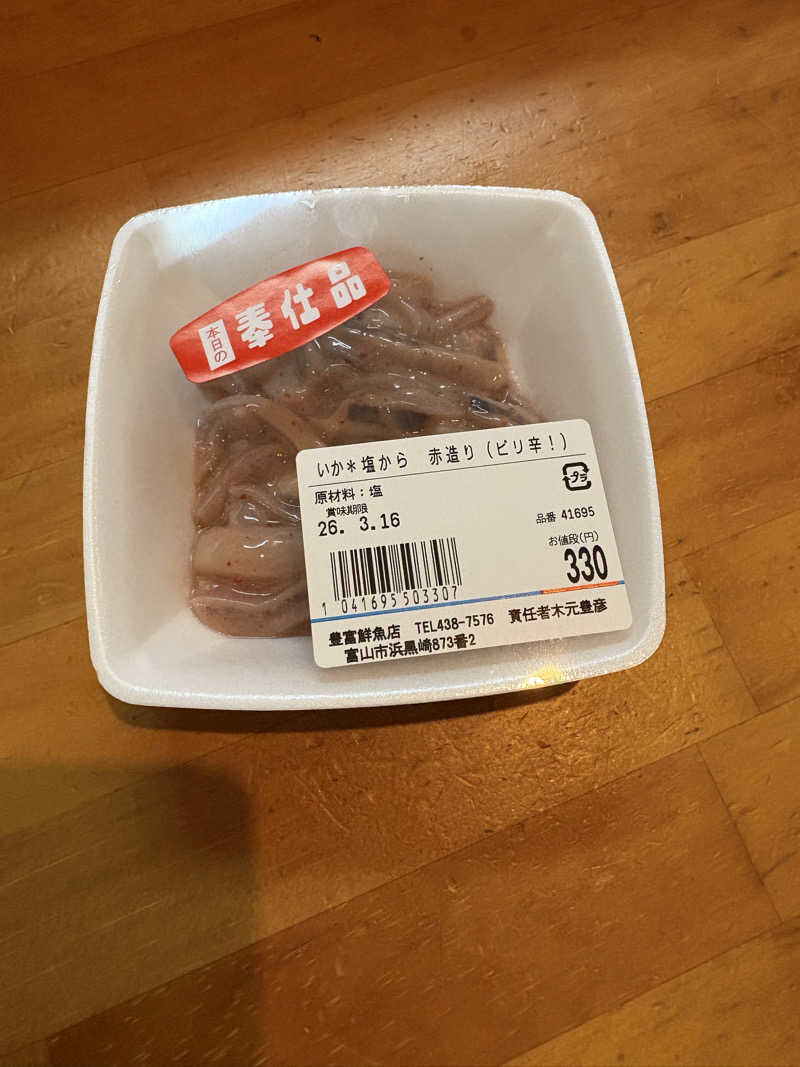 本日の
奉仕品
いか＊塩から 赤造り(ピリ辛！)
原材料：塩
プラ
賞味期限
26. 3.16
品番 41695
お値段(円)
330
1 041695 503307
豊富鮮魚店 TEL438-7576 責任者木元豊彦
富山市浜黒崎873番2